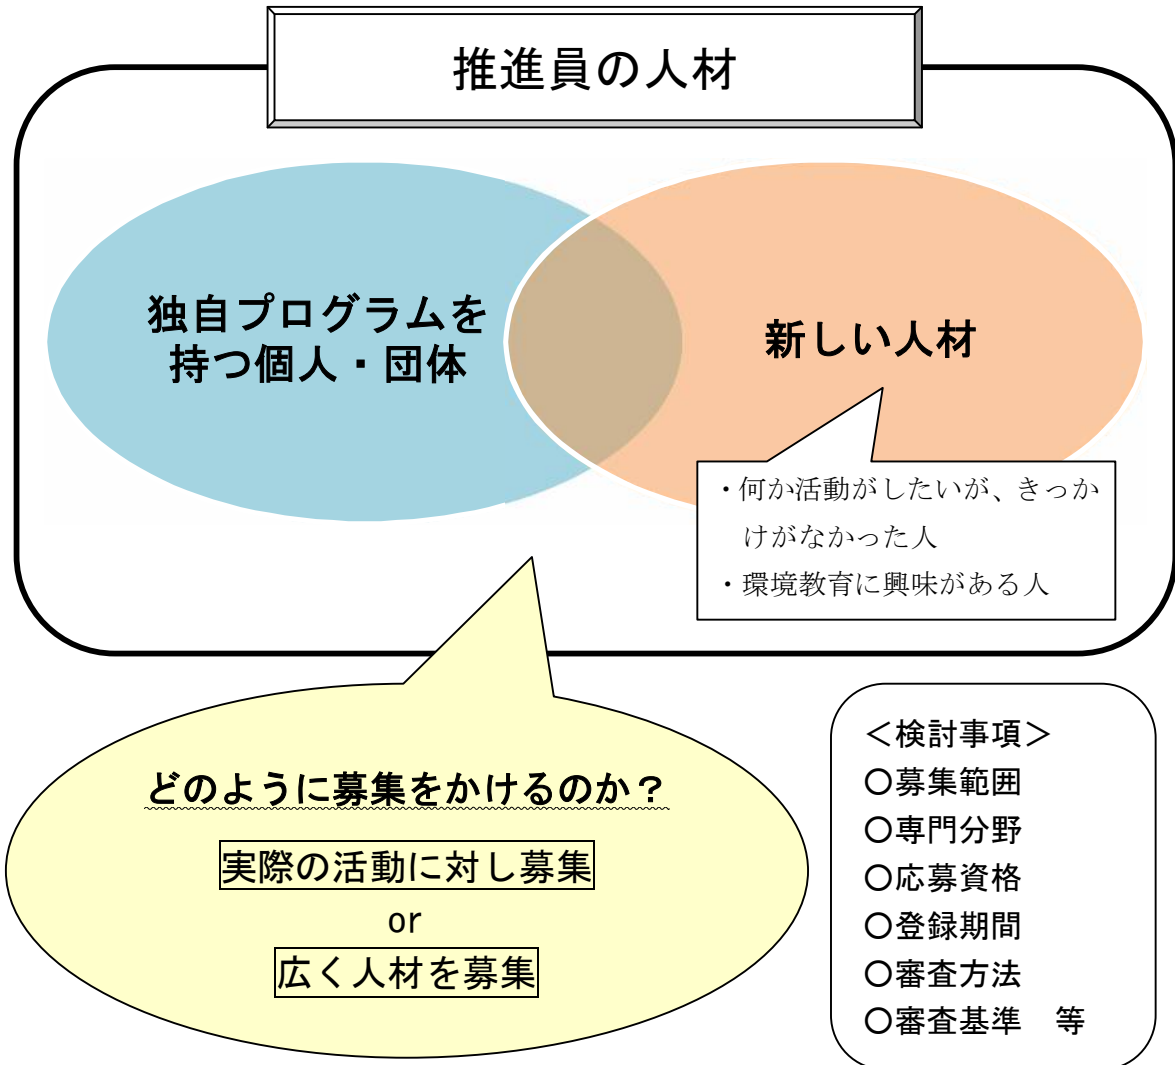 推進員の人材
独自プログラムを
持つ個人・団体
新しい人材
・何か活動がしたいが、きっか
けがなかった人
・環境教育に興味がある人
どのように募集をかけるのか？
実際の活動に対し募集
or
広く人材を募集
＜検討事項＞
○募集範囲
○専門分野
○応募資格
○登録期間
○審査方法
○審査基準　等